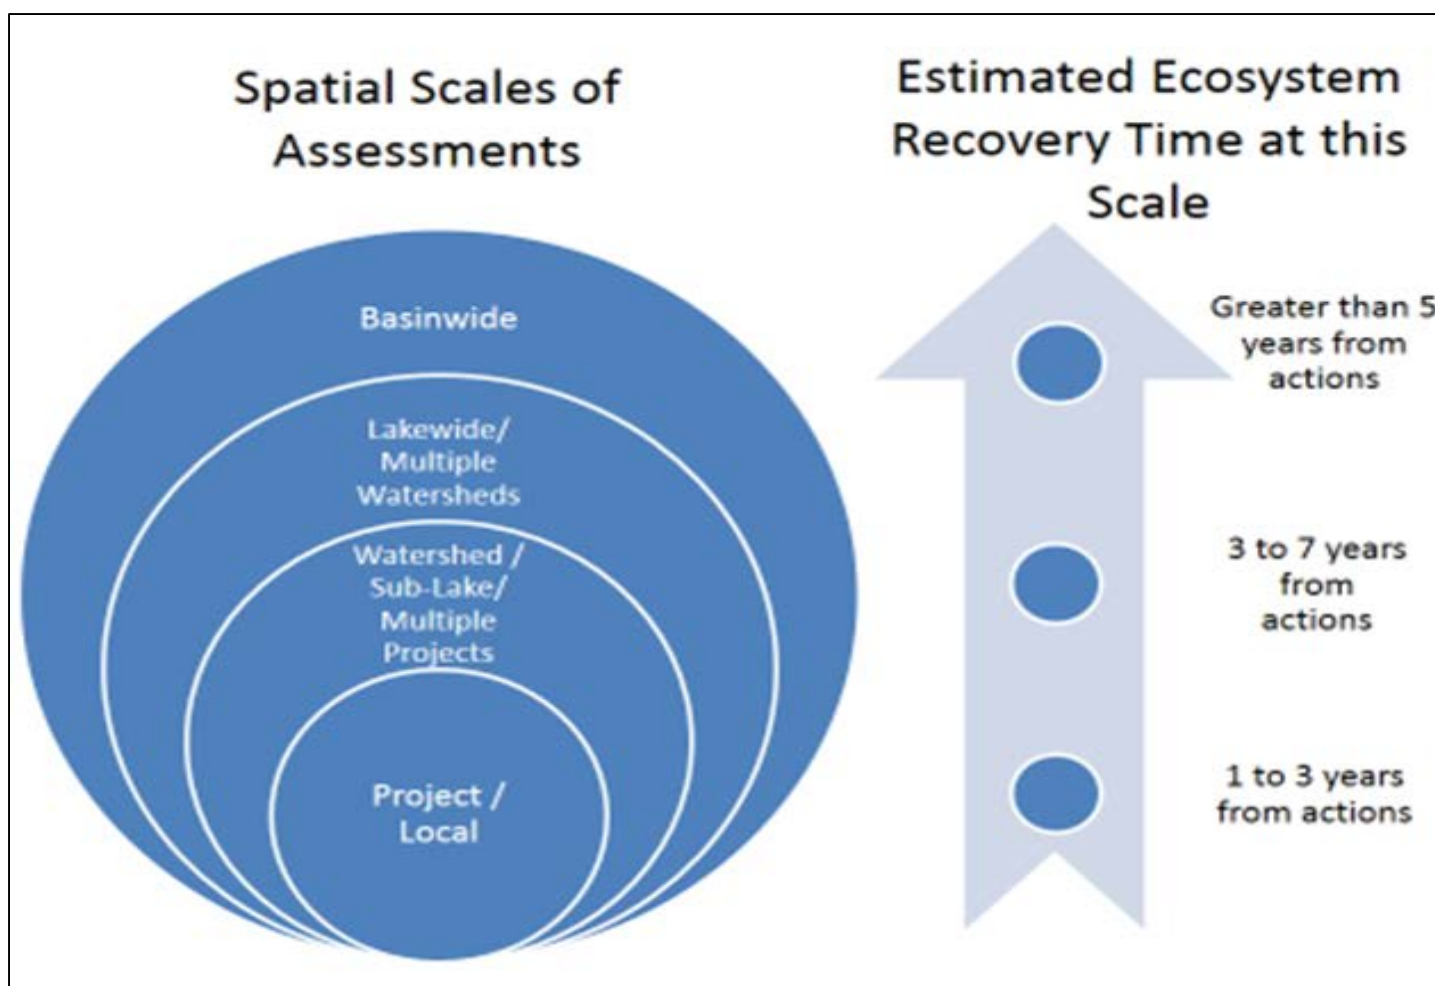 Spatial Scales of
Assessments
Basinwide
Lakewide/
Multiple
Watersheds
Watershed /
Sub-Lake/
Multiple
Projects
Project /
Local
Estimated Ecosystem
Recovery Time at this
Scale
Greater than 5
years from
actions
3 to 7 years
from
actions
1 to 3 years
from actions